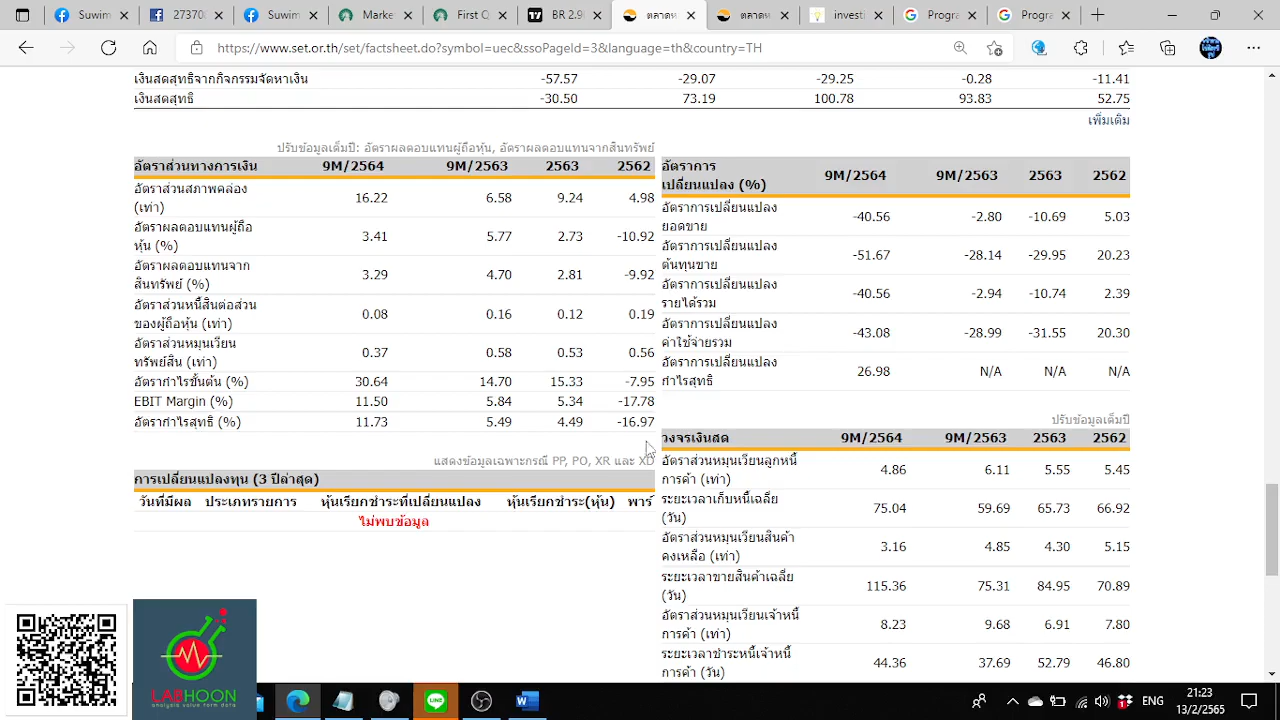 Fa
27370
Suwit
Market
BR 2.9(
แสดงข
แสดงข
Progra
Progra
https://www.set.or.th/set/factsheet.do?symbol=uec&ssoPageId=3&language=th&country=TH
เงินสดสุทธิจากกิจกรรมจัดหาเงิน -57.57 -29.07 -29.25 -0.28 -11.41
เงินสดสุทธิ -30.50 73.19 100.78 93.83 52.75
เพิ่มเติม
ปรับข้อมูลเต็มปี: อัตราผลตอบแทนผู้ถือหุ้น, อัตราผลตอบแทนจากสินทรัพย์
อัตราส่วนทางการเงิน 9M/2564 9M/2563 2563 2562
อัตราส่วนสภาพคล่อง
(เท่า) 16.22 6.58 9.24 4.98
อัตราผลตอบแทนผู้ถือ
หุ้น (%) 3.41 5.77 2.73 -10.92
อัตราผลตอบแทนจาก
สินทรัพย์ (%) 3.29 4.70 2.81 -9.92
อัตราส่วนหนี้สินต่อส่วน
ของผู้ถือหุ้น (เท่า) 0.08 0.16 0.12 0.19
อัตราส่วนหมุนเวียน
ทรัพย์สิน (เท่า) 0.37 0.58 0.53 0.56
อัตรากำไรขั้นต้น (%) 30.64 14.70 15.33 -7.95
EBIT Margin (%) 11.50 5.84 5.34 -17.78
อัตรากำไรสุทธิ (%) 11.73 5.49 4.49 -16.97
แสดงข้อมูลเฉพาะกรณี PP, PO, XR และ XD
การเปลี่ยนแปลงทุน (3 ปีล่าสุด)
วันที่มีผล ประเภทรายการ หุ้นเรียกชำระที่เปลี่ยนแปลง หุ้นเรียกชำระ(หุ้น) พาร์
ไม่พบข้อมูล
อัตราการ
เปลี่ยนแปลง (%) 9M/2564 9M/2563 2563 2562
อัตราการเปลี่ยนแปลง
ยอดขาย -40.56 -2.80 -10.69 5.03
อัตราการเปลี่ยนแปลง
ต้นทุนขาย -51.67 -28.14 -29.95 20.23
อัตราการเปลี่ยนแปลง
รายได้รวม -40.56 -2.94 -10.74 2.39
อัตราการเปลี่ยนแปลง
ค่าใช้จ่ายรวม -43.08 -28.99 -31.55 20.30
อัตราการเปลี่ยนแปลง
กำไรสุทธิ 26.98 N/A N/A N/A
ปรับข้อมูลเต็มปี
วงจรเงินสด 9M/2564 9M/2563 2563 2562
อัตราส่วนหมุนเวียนลูกหนี้
การค้า (เท่า) 4.86 6.11 5.55 5.45
ระยะเวลาเก็บหนี้เฉลี่ย
(วัน) 75.04 59.69 65.73 66.92
อัตราส่วนหมุนเวียนสินค้า
คงเหลือ (เท่า) 3.16 4.85 4.30 5.15
ระยะเวลาขายสินค้าเฉลี่ย
(วัน) 115.36 75.31 84.95 70.89
อัตราส่วนหมุนเวียนเจ้าหนี้
การค้า (เท่า) 8.23 9.68 6.91 7.80
ระยะเวลาชำระหนี้เจ้าหนี้
การค้า (วัน) 44.36 37.69 52.79 46.80
LABHOON
analysis value farm data
ENG
21:23
13/2/2565